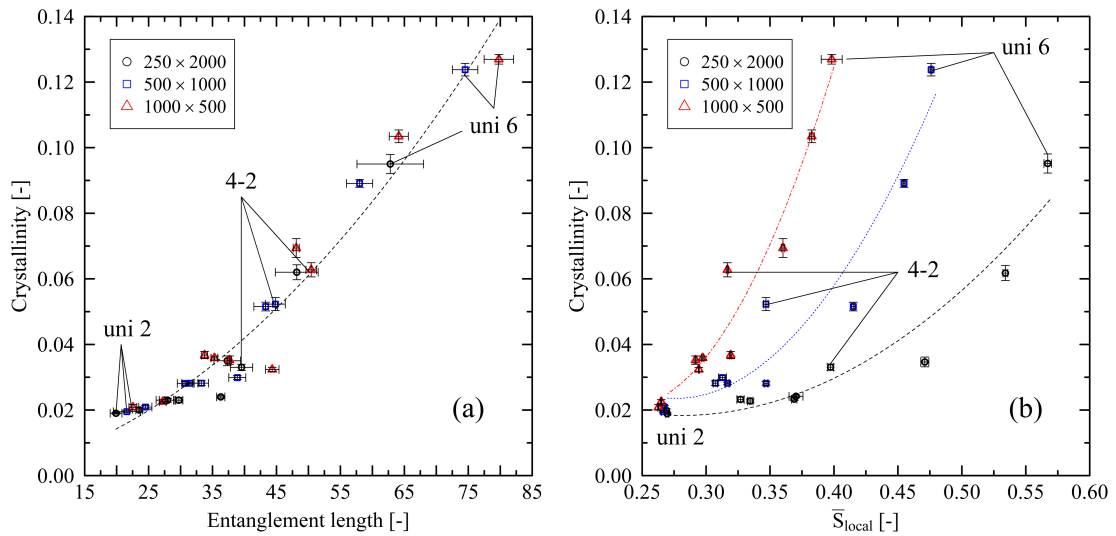 0.14
0.12
0.10
0.08
0.06
0.04
0.02
0.00
Crystallinity [-]
250 × 2000
500 × 1000
1000 × 500
uni 6
4-2
uni 2
(a)
15 25 35 45 55 65 75 85
Entanglement length [-]
0.14
0.12
0.10
0.08
0.06
0.04
0.02
0.00
Crystallinity [-]
250 × 2000
500 × 1000
1000 × 500
uni 6
4-2
uni 2
(b)
0.25 0.30 0.35 0.40 0.45 0.50 0.55 0.60
S̅local [-]